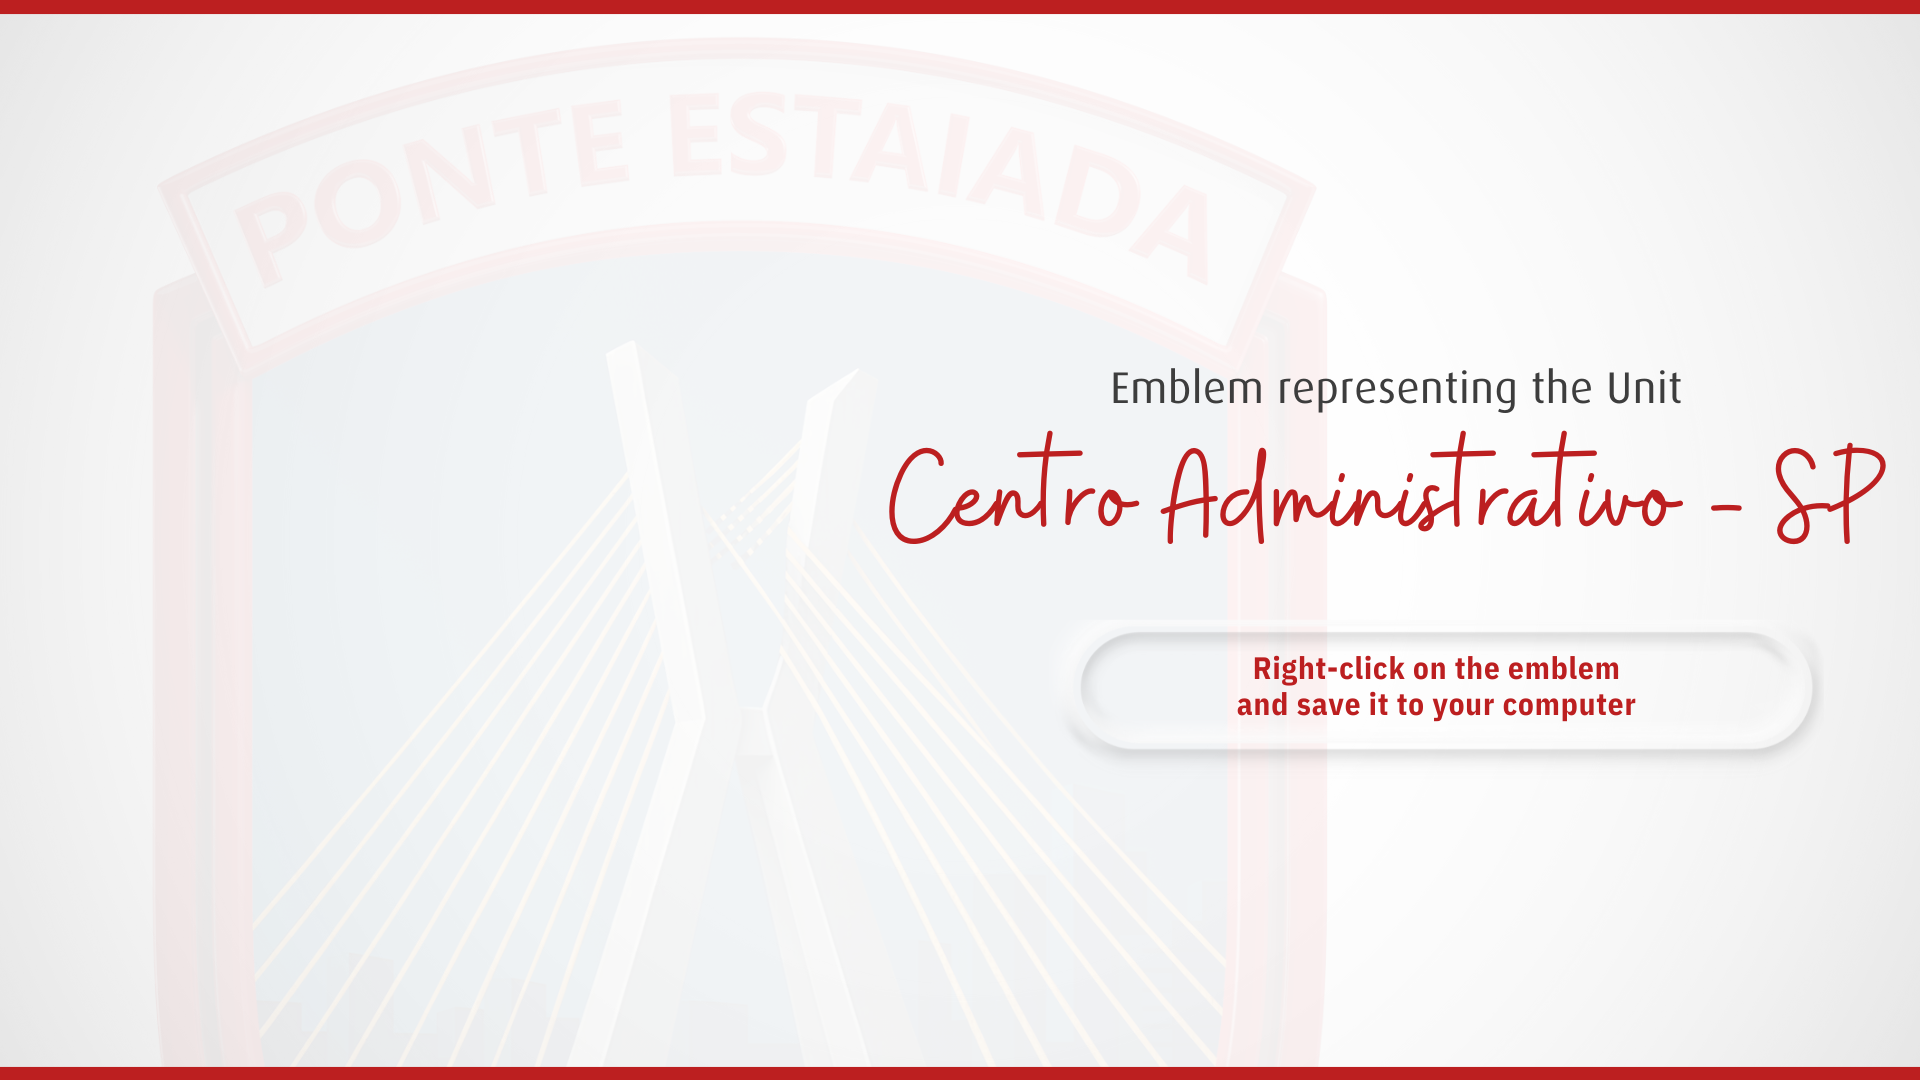 PONTE ESTAIADA
Emblem representing the Unit
Centro Administrativo - SP
Right-click on the emblem
and save it to your computer